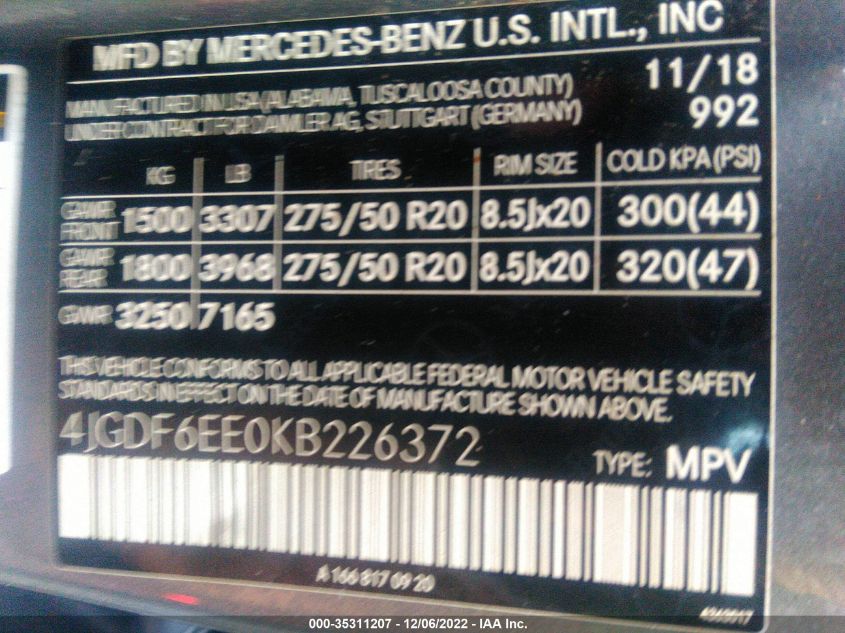 MFD BY MERCEDES-BENZ U.S. INTL., INC
MANUFACTURED IN USA (ALABAMA, TUSCALOOSA COUNTY) 11/18
UNDER CONTRACT FOR DAIMLER AG, STUTTGART (GERMANY) 992
KG LB TIRES RIM SIZE COLD KPA (PSI)
GAWR FRONT 1500 3307 275/50 R20 8.5Jx20 300(44)
GAWR REAR 1800 3968 275/50 R20 8.5Jx20 320(47)
GVWR 3250 7165
THIS VEHICLE CONFORMS TO ALL APPLICABLE FEDERAL MOTOR VEHICLE SAFETY
STANDARDS IN EFFECT ON THE DATE OF MANUFACTURE SHOWN ABOVE.
4JGDF6EE0KB226372 TYPE: MPV
A 166 817 09 20
000-35311207 - 12/06/2022 - IAA Inc.